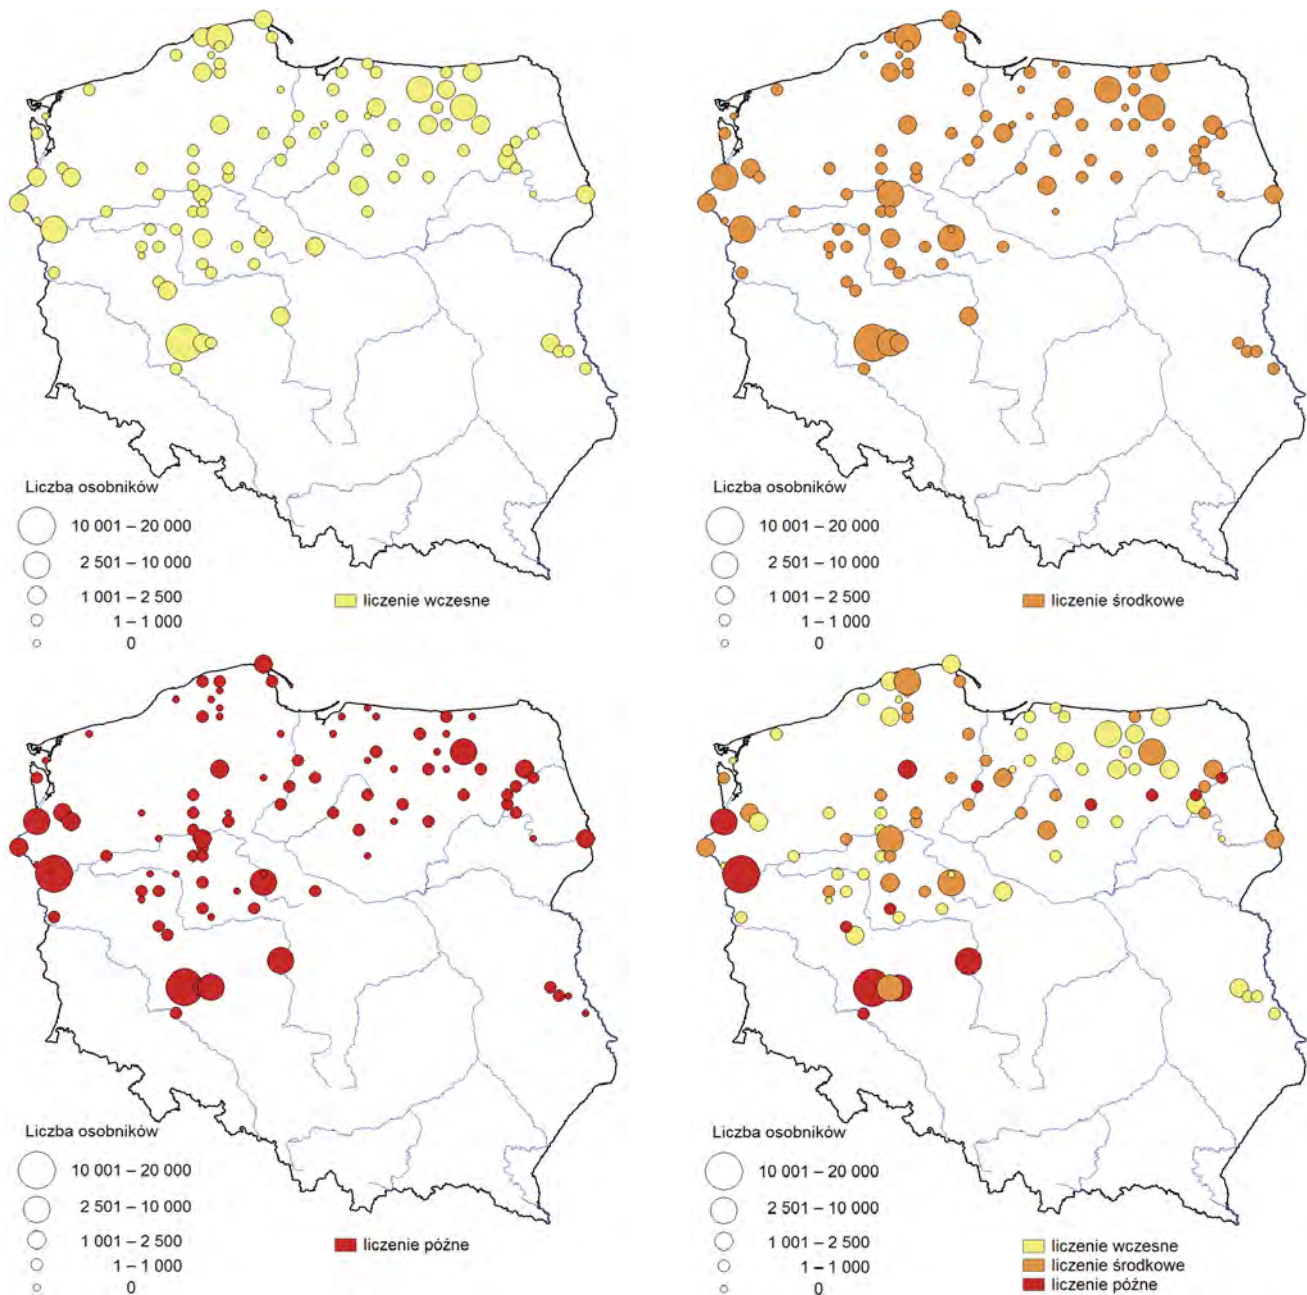 Liczba osobników
10 001 – 20 000
2 501 – 10 000
1 001 – 2 500
1 – 1 000
0
liczenie wczesne
Liczba osobników
10 001 – 20 000
2 501 – 10 000
1 001 – 2 500
1 – 1 000
0
liczenie środkowe
Liczba osobników
10 001 – 20 000
2 501 – 10 000
1 001 – 2 500
1 – 1 000
0
liczenie późne
Liczba osobników
10 001 – 20 000
2 501 – 10 000
1 001 – 2 500
1 – 1 000
0
liczenie wczesne
liczenie środkowe
liczenie późne